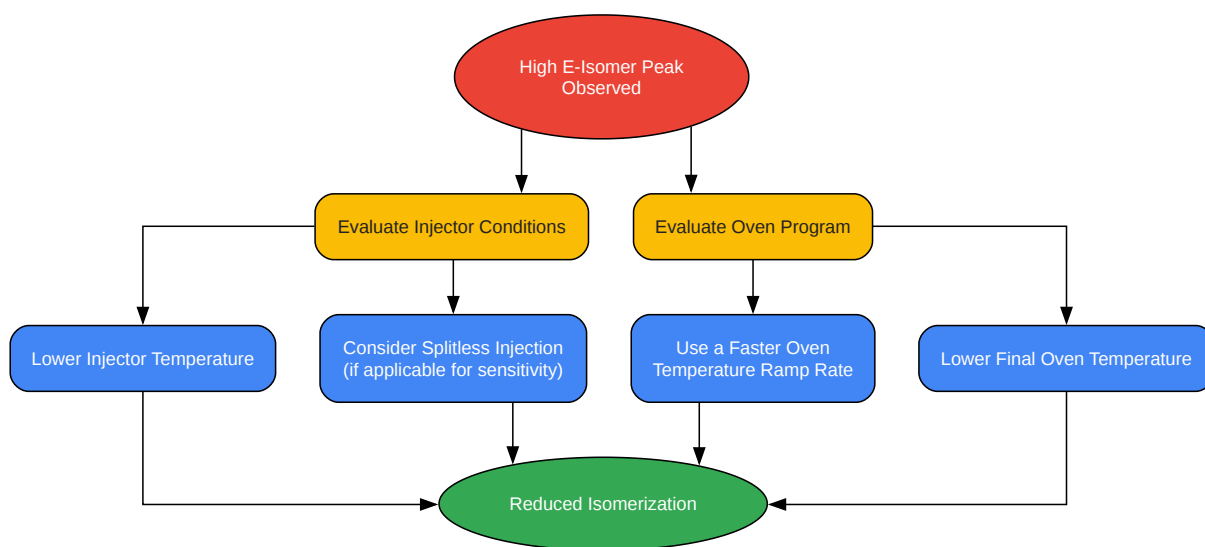 High E-Isomer Peak
Observed
Evaluate Injector Conditions
Evaluate Oven Program
Lower Injector Temperature
Consider Splitless Injection
(if applicable for sensitivity)
Use a Faster Oven
Temperature Ramp Rate
Lower Final Oven Temperature
Reduced Isomerization